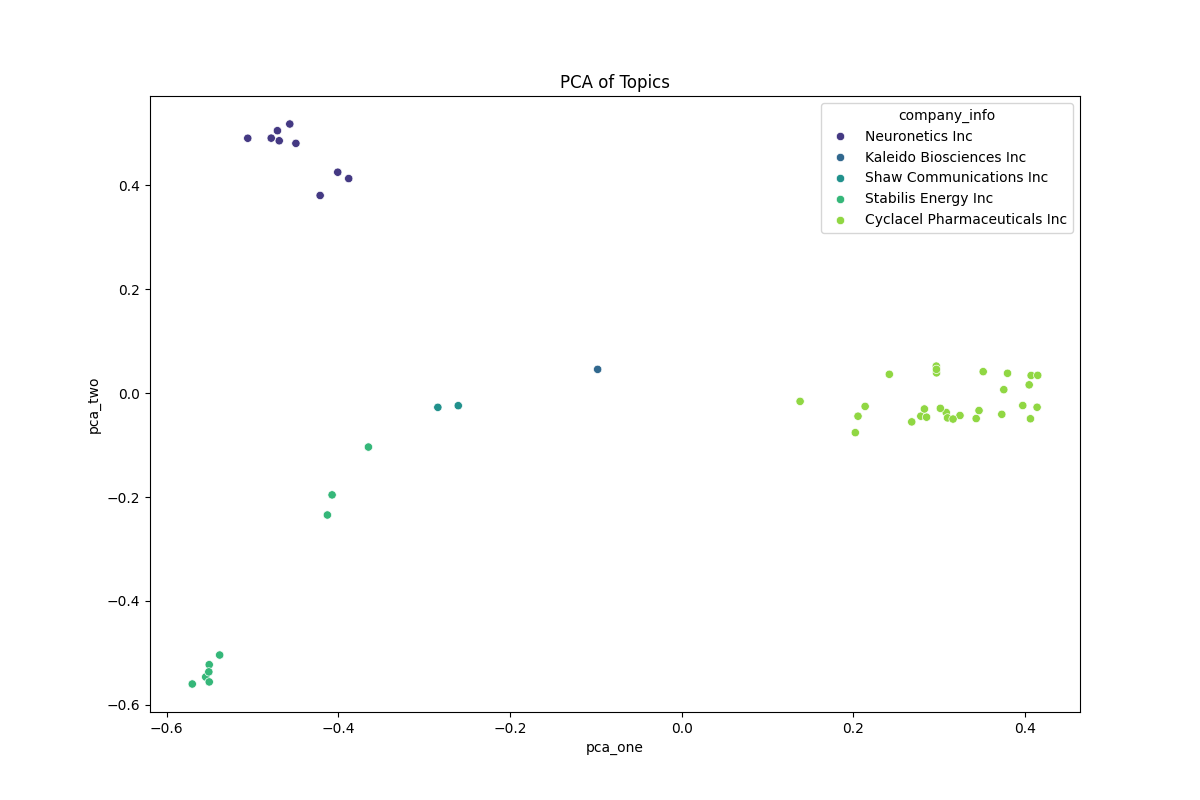 PCA of Topics
company_info
Neuronetics Inc
Kaleido Biosciences Inc
Shaw Communications Inc
Stabilis Energy Inc
Cyclacel Pharmaceuticals Inc
0.4
0.2
0.0
−0.2
−0.4
−0.6
pca_two
−0.6
−0.4
−0.2
0.0
0.2
0.4
pca_one